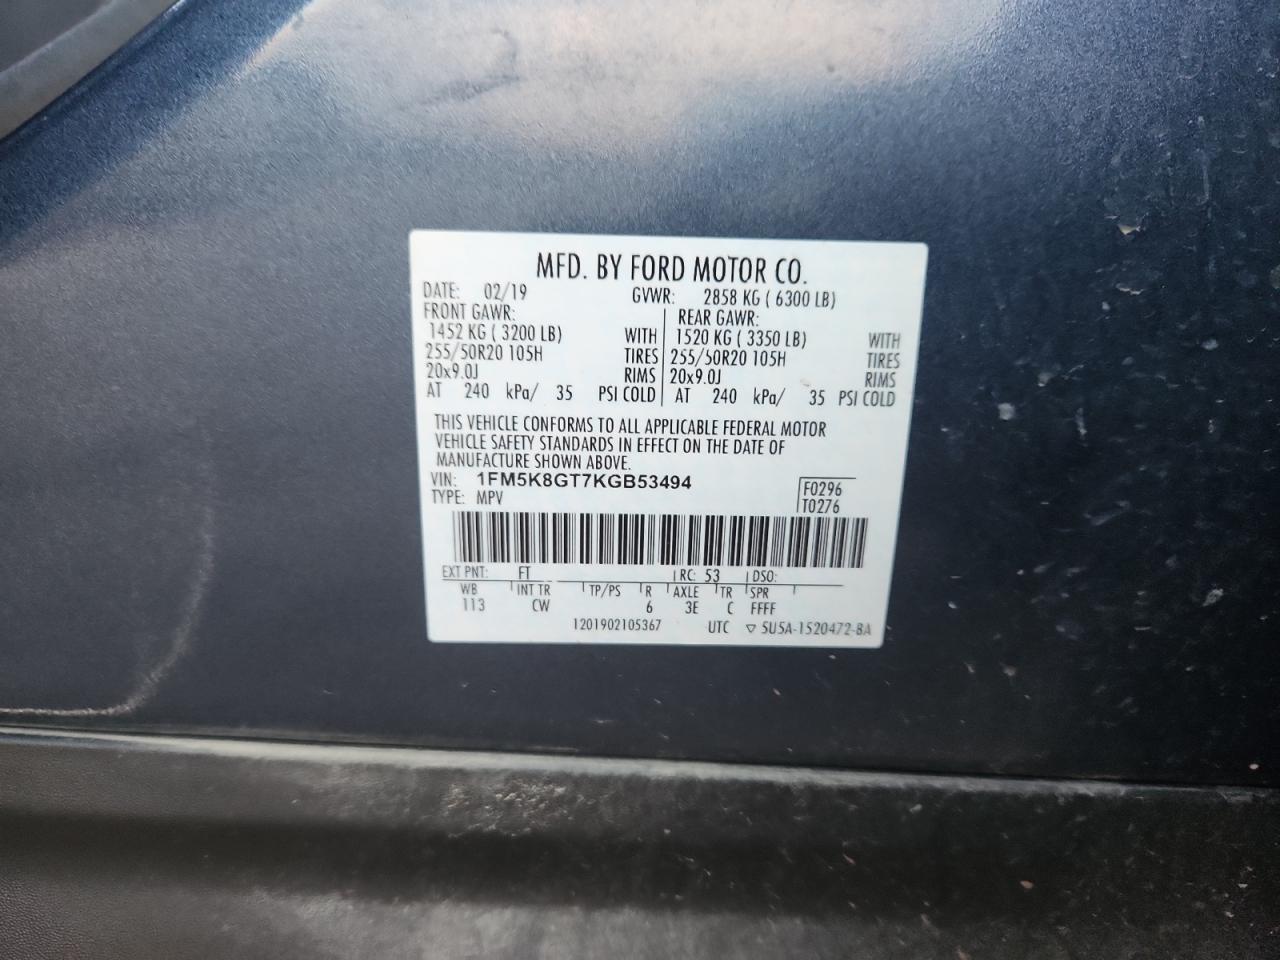 MFD. BY FORD MOTOR CO.
DATE: 02/19 GVWR: 2858 KG ( 6300 LB)
FRONT GAWR: REAR GAWR:
1452 KG ( 3200 LB) WITH 1520 KG ( 3350 LB) WITH
255/50R20 105H TIRES 255/50R20 105H TIRES
20x9.0J RIMS 20x9.0J RIMS
AT 240 kPa/ 35 PSI COLD AT 240 kPa/ 35 PSI COLD
THIS VEHICLE CONFORMS TO ALL APPLICABLE FEDERAL MOTOR
VEHICLE SAFETY STANDARDS IN EFFECT ON THE DATE OF
MANUFACTURE SHOWN ABOVE.
VIN: 1FM5K8GT7KGB53494 F0296
TYPE: MPV T0276
EXT PNT: FT RC: 53 DSO:
WB INT TR TP/PS R AXLE TR SPR
113 CW 6 3E C FFFF
1201902105367 UTC ▽ 5U5A-1520472-BA